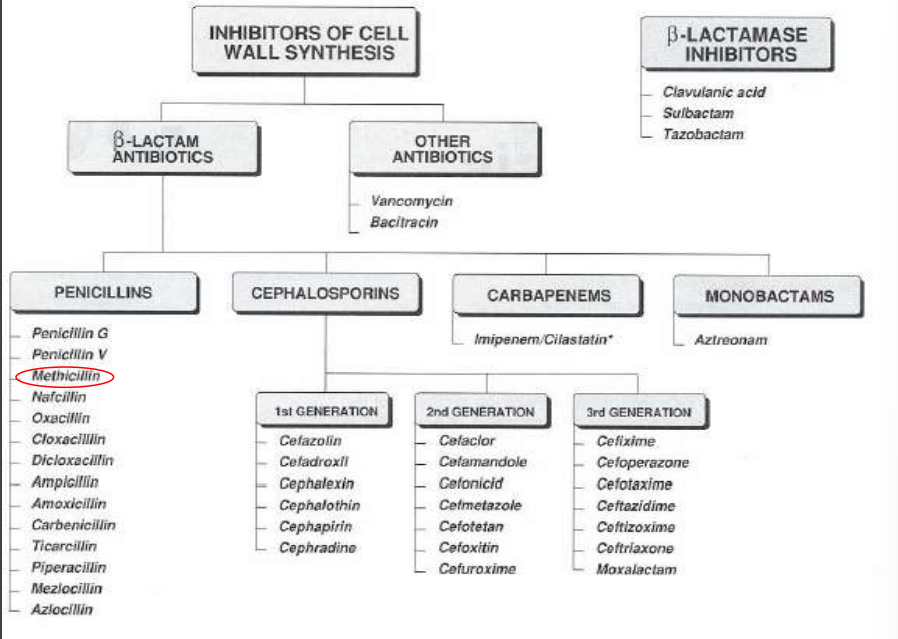 INHIBITORS OF CELL
WALL SYNTHESIS
β-LACTAMASE
INHIBITORS
Clavulanic acid
Sulbactam
Tazobactam
β-LACTAM
ANTIBIOTICS
OTHER
ANTIBIOTICS
Vancomycin
Bacitracin
PENICILLINS
Penicillin G
Penicillin V
Methicillin
Nafcillin
Oxacillin
Cloxacilllin
Dicloxacillin
Ampicillin
Amoxicillin
Carbenicillin
Ticarcillin
Piperacillin
Mezlocillin
Azlocillin
CEPHALOSPORINS
1st GENERATION
Cefazolin
Cefadroxil
Cephalexin
Cephalothin
Cephapirin
Cephradine
2nd GENERATION
Cefaclor
Cefamandole
Cefonicid
Cefmetazole
Cefotetan
Cefoxitin
Cefuroxime
3rd GENERATION
Cefixime
Cefoperazone
Cefotaxime
Ceftazidime
Ceftizoxime
Ceftriaxone
Moxalactam
CARBAPENEMS
Imipenem/Cilastatin*
MONOBACTAMS
Aztreonam